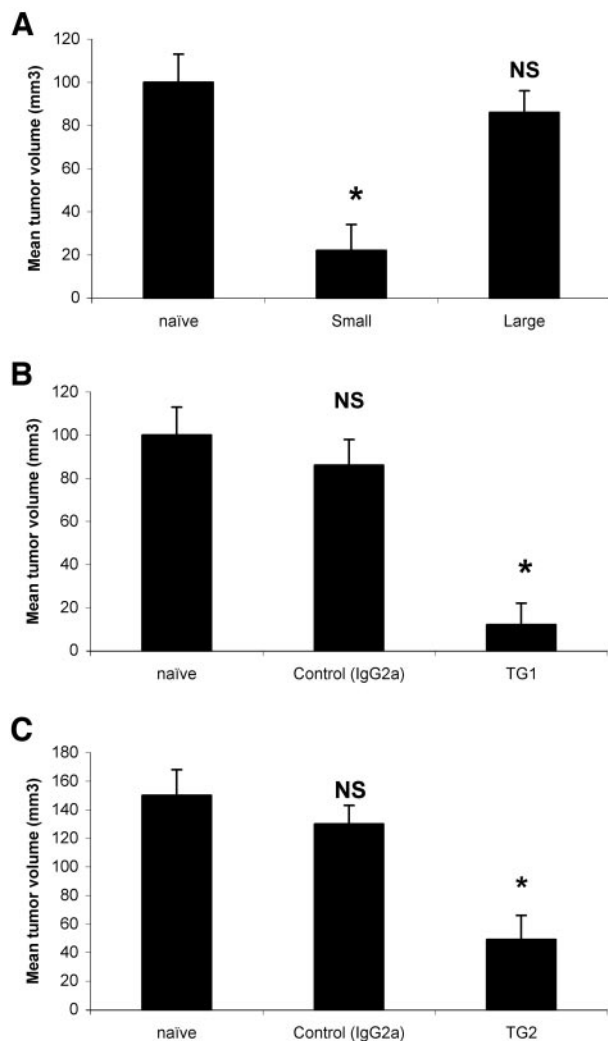 A
Mean tumor volume (mm3)
120
100
80
60
40
20
0
NS
*
naïve Small Large
B
Mean tumor volume (mm3)
120
100
80
60
40
20
0
NS
*
naïve Control (IgG2a) TG1
C
Mean tumor volume (mm3)
180
160
140
120
100
80
60
40
20
0
NS
*
naïve Control (IgG2a) TG2